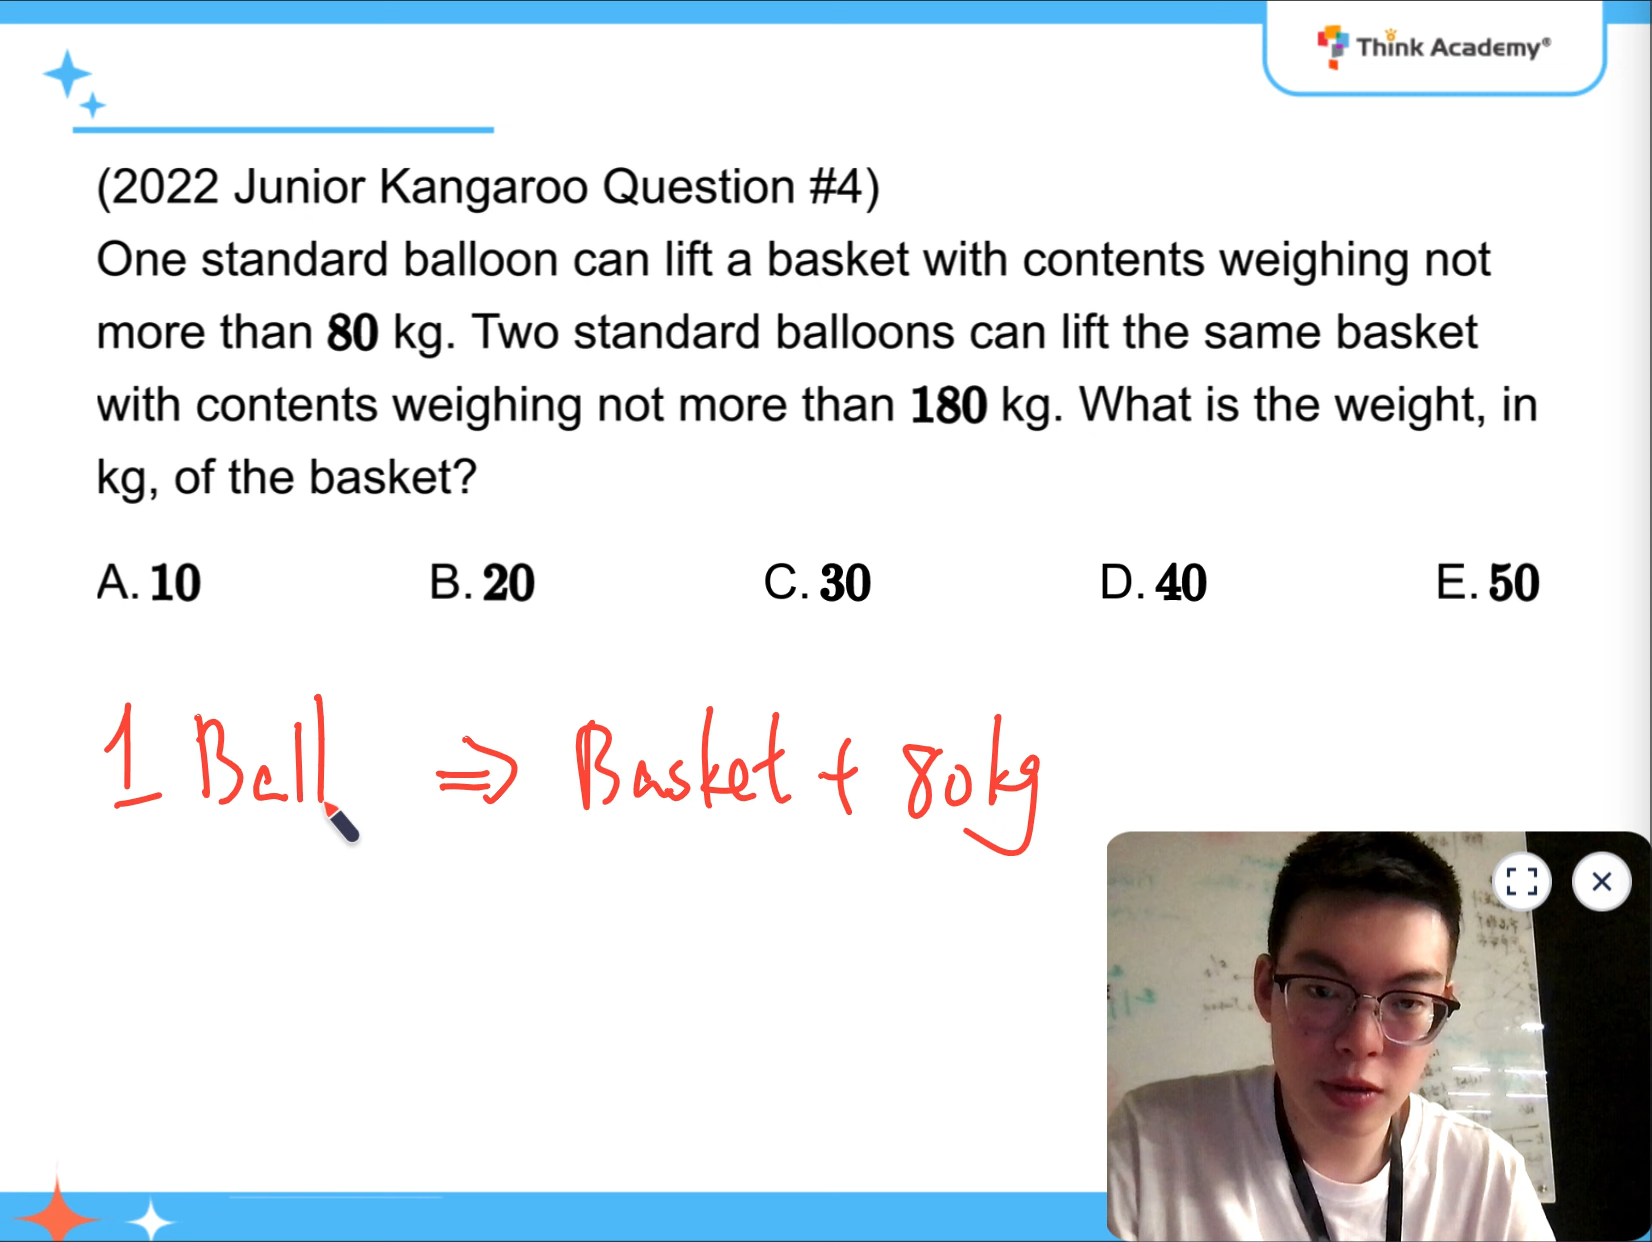 Think Academy®
(2022 Junior Kangaroo Question #4)
One standard balloon can lift a basket with contents weighing not
more than 80 kg. Two standard balloons can lift the same basket
with contents weighing not more than 180 kg. What is the weight, in
kg, of the basket?
A. 10 B. 20 C. 30 D. 40 E. 50
1 Ball ⇒ Basket + 80kg